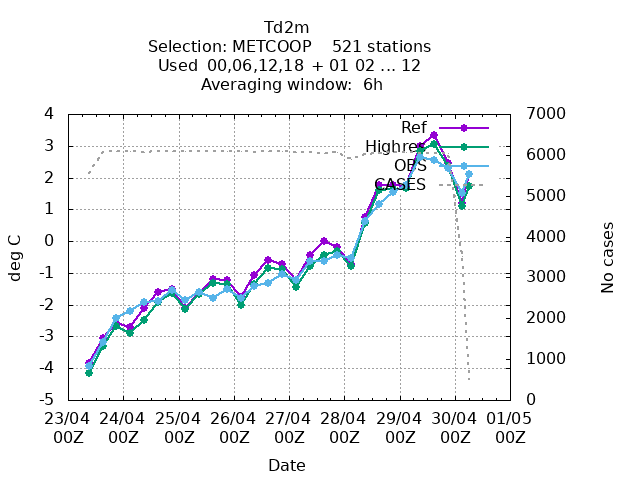 Td2m
Selection: METCOOP    521 stations
Used  00,06,12,18  + 01 02 ... 12
Averaging window:  6h
Ref
Highres
OBS
CASES
4
3
2
1
0
-1
-2
-3
-4
-5
deg C
7000
6000
5000
4000
3000
2000
1000
0
No cases
23/04 24/04 25/04 26/04 27/04 28/04 29/04 30/04 01/05
00Z 00Z 00Z 00Z 00Z 00Z 00Z 00Z 00Z
Date